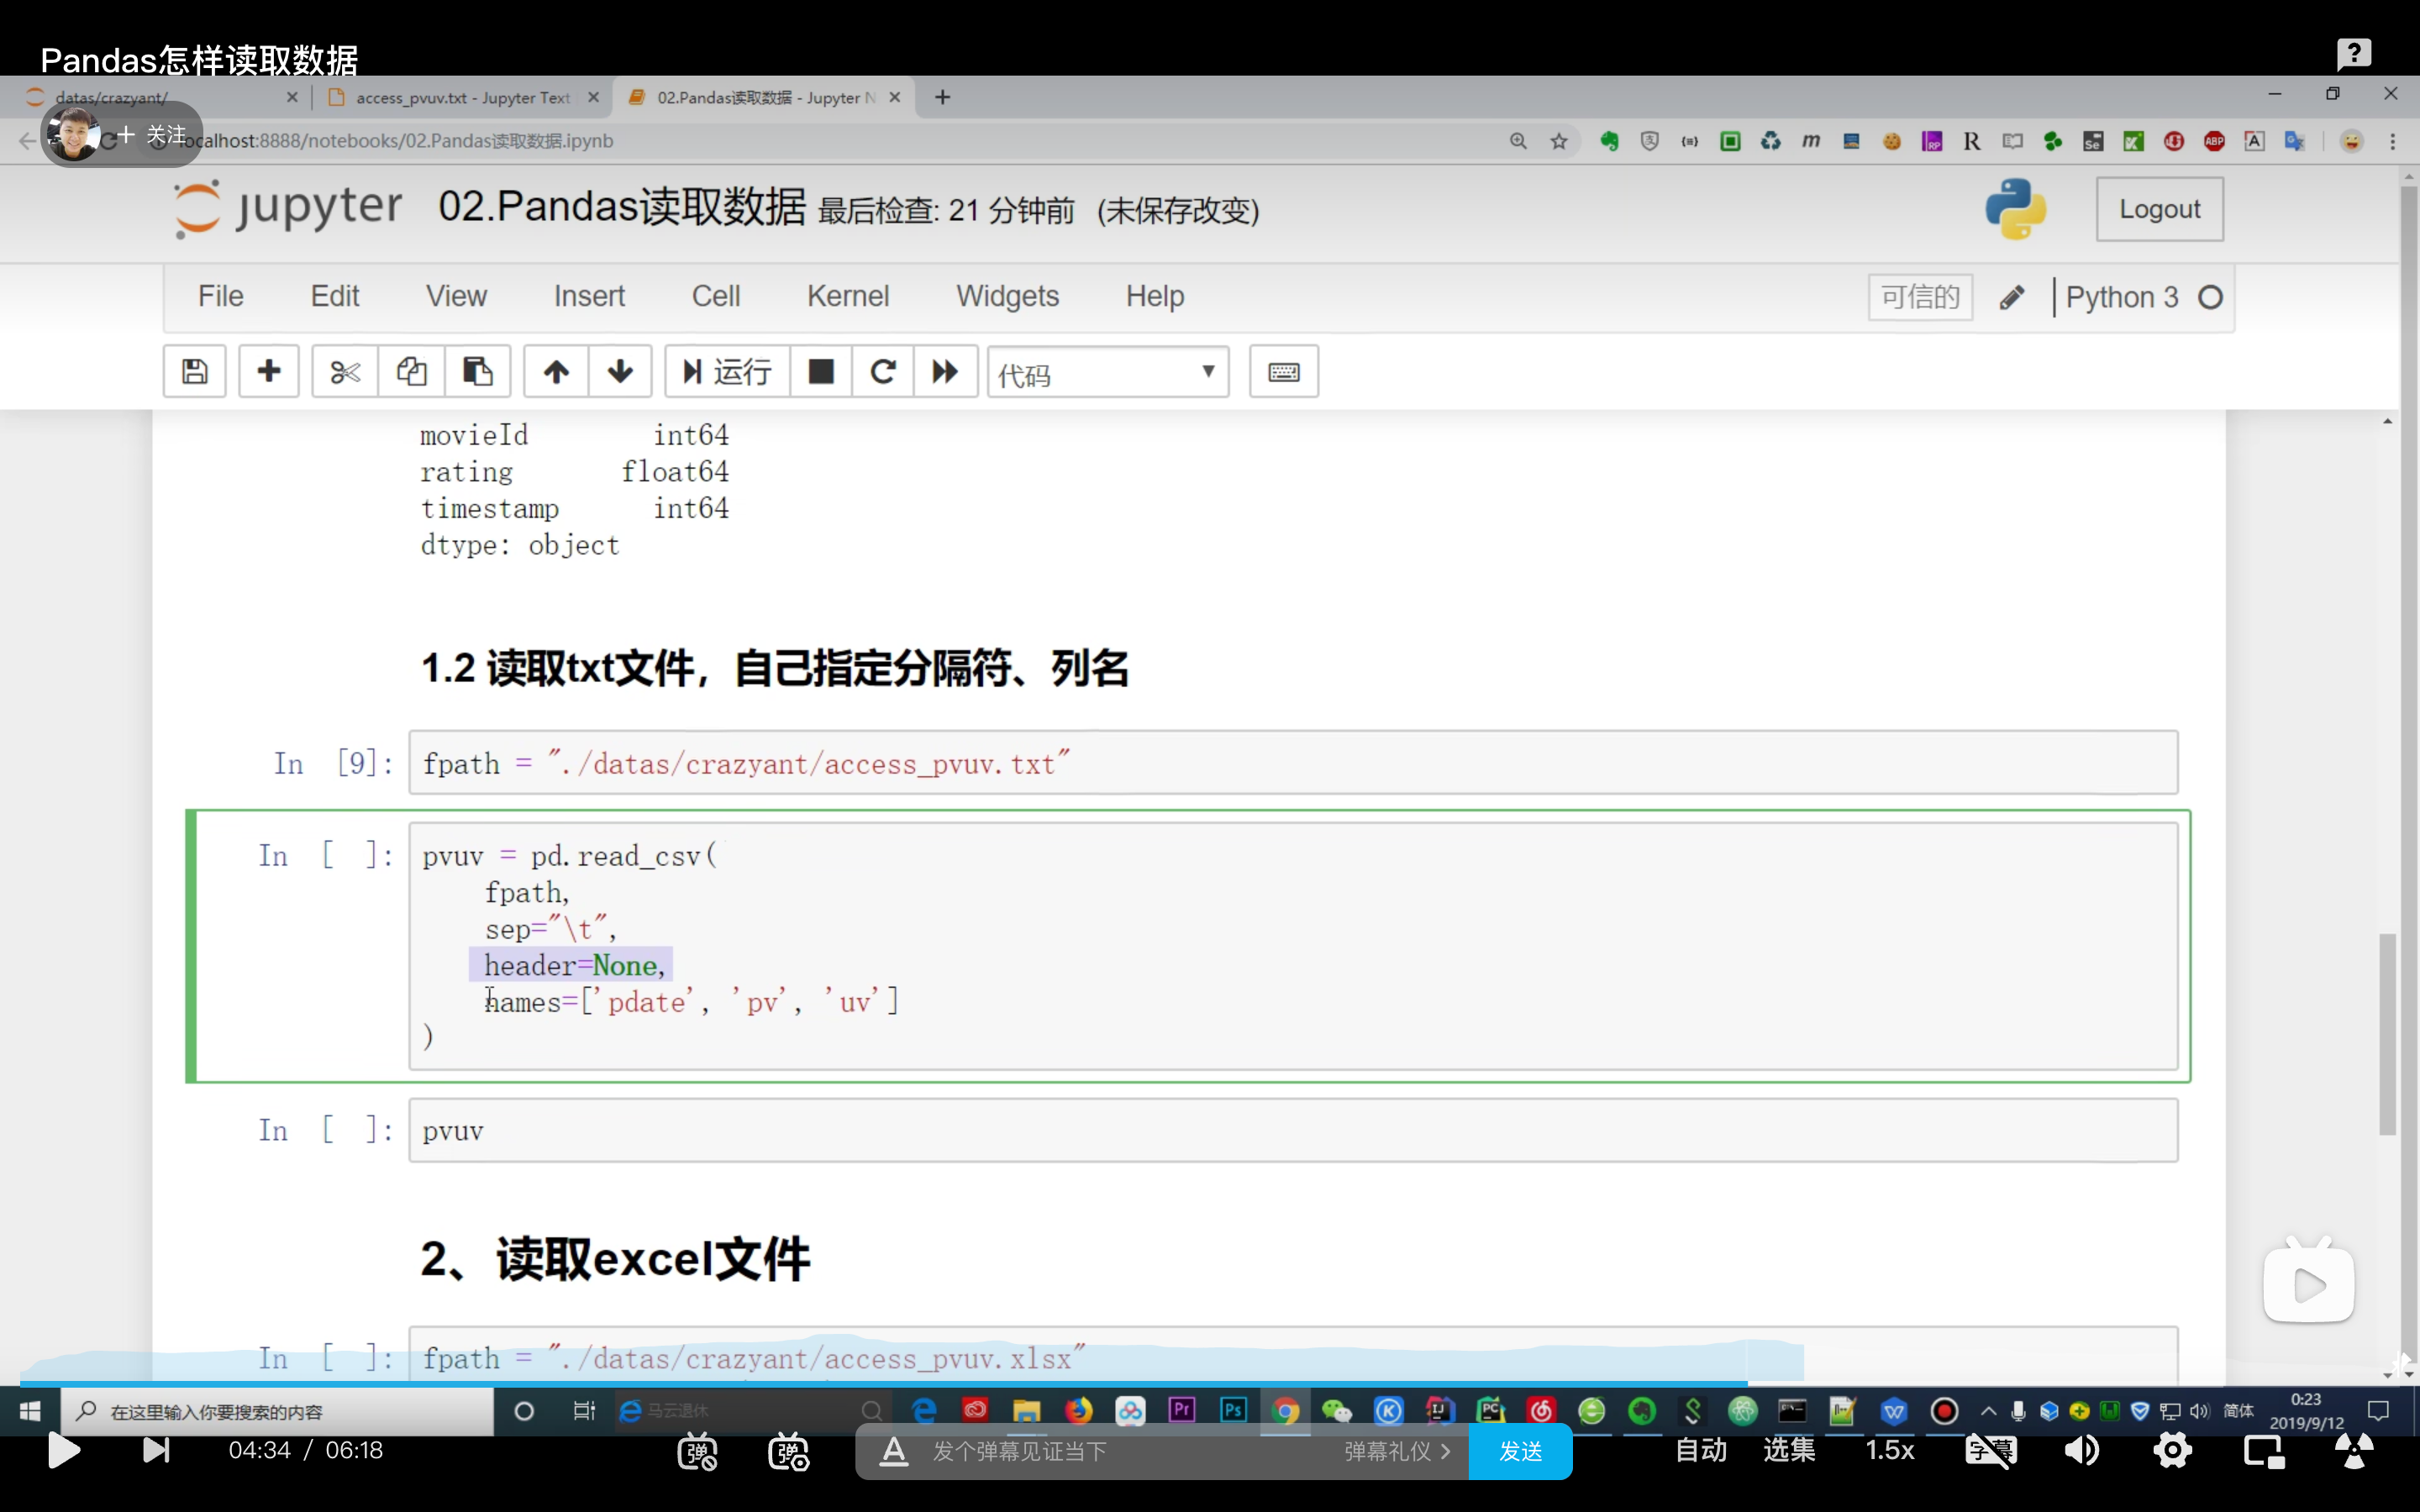 Pandas怎样读取数据
datas/crazyant/
access_pvuv.txt - Jupyter Text
02.Pandas读取数据 - Jupyter N
+ 关注
ocalhost:8888/notebooks/02.Pandas读取数据.ipynb
jupyter 02.Pandas读取数据 最后检查: 21 分钟前 (未保存改变)
Logout
File Edit View Insert Cell Kernel Widgets Help
可信的 Python 3
运行 代码
movieId int64
rating float64
timestamp int64
dtype: object
1.2 读取txt文件，自己指定分隔符、列名
In [9]: fpath = "./datas/crazyant/access_pvuv.txt"
In [ ]: pvuv = pd.read_csv(
fpath,
sep="\t",
header=None,
names=['pdate', 'pv', 'uv']
)
In [ ]: pvuv
2、读取excel文件
In [ ]: fpath = "./datas/crazyant/access_pvuv.xlsx"
在这里输入你要搜索的内容
马云退休
简体
0:23
2019/9/12
04:34 / 06:18
弹 弹
发个弹幕见证当下
弹幕礼仪 >
发送
自动 选集 1.5x 字幕